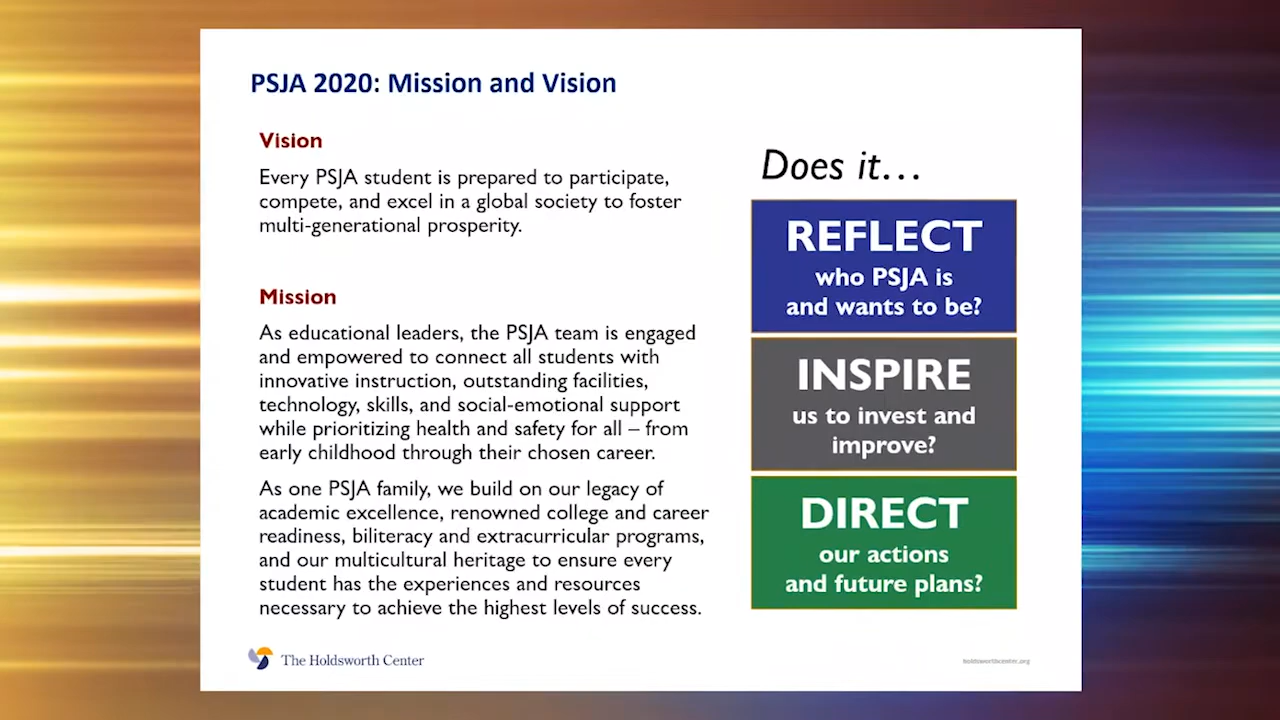 PSJA 2020: Mission and Vision
Vision
Every PSJA student is prepared to participate,
compete, and excel in a global society to foster
multi-generational prosperity.
Mission
As educational leaders, the PSJA team is engaged
and empowered to connect all students with
innovative instruction, outstanding facilities,
technology, skills, and social-emotional support
while prioritizing health and safety for all – from
early childhood through their chosen career.
As one PSJA family, we build on our legacy of
academic excellence, renowned college and career
readiness, biliteracy and extracurricular programs,
and our multicultural heritage to ensure every
student has the experiences and resources
necessary to achieve the highest levels of success.
Does it...
REFLECT
who PSJA is
and wants to be?
INSPIRE
us to invest and
improve?
DIRECT
our actions
and future plans?
The Holdsworth Center
holdsworthcenter.org